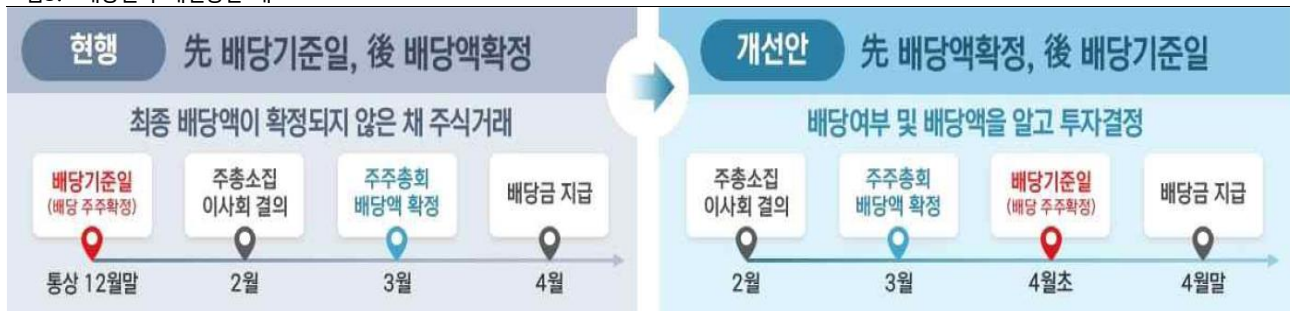 현행 先 배당기준일, 後 배당액확정
최종 배당액이 확정되지 않은 채 주식거래
배당기준일
(배당 주주확정)
주총소집
이사회 결의
주주총회
배당액 확정
배당금 지급
통상 12월말
2월
3월
4월
개선안 先 배당액확정, 後 배당기준일
배당여부 및 배당액을 알고 투자결정
주총소집
이사회 결의
주주총회
배당액 확정
배당기준일
(배당 주주확정)
배당금 지급
2월
3월
4월초
4월말